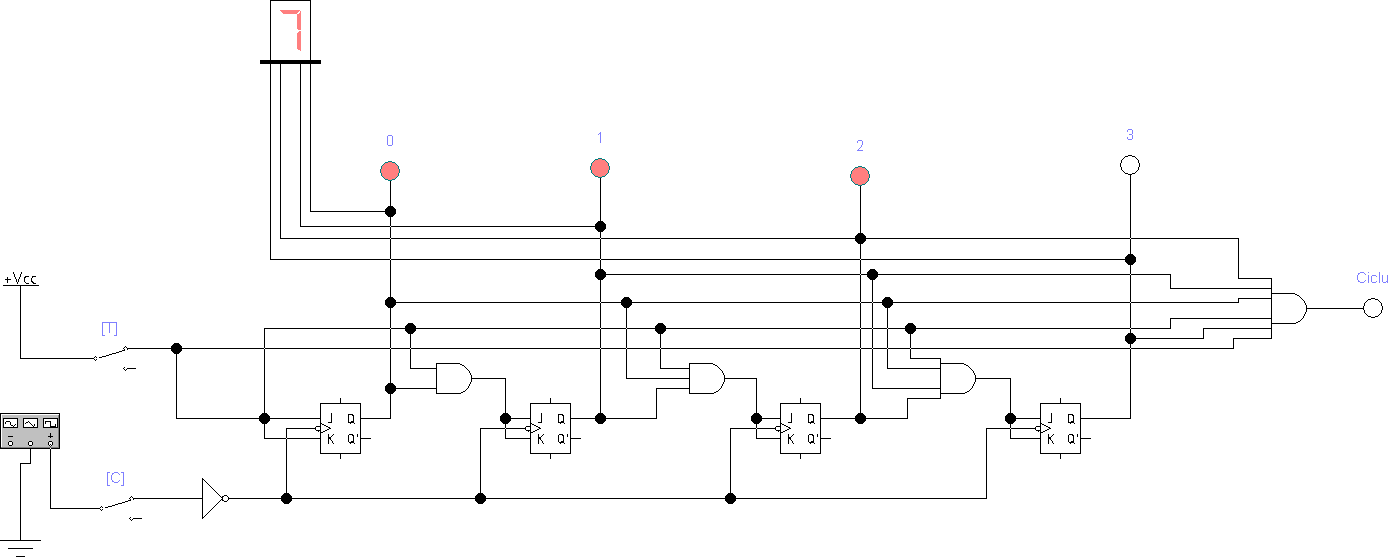 7
0
1
2
3
+Vcc
Ciclu
[E]
J Q
K Q'
J Q
K Q'
J Q
K Q'
J Q
K Q'
- +
[C]